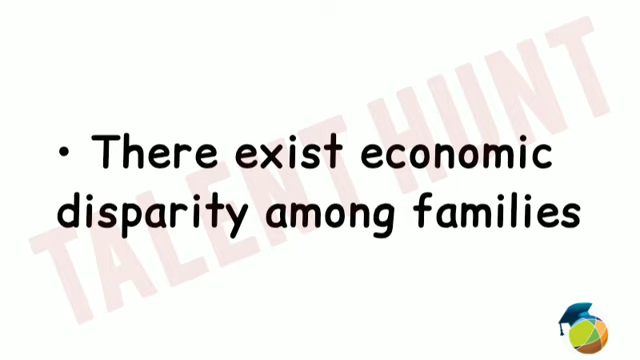 • There exist economic
disparity among families
TALENT HUNT